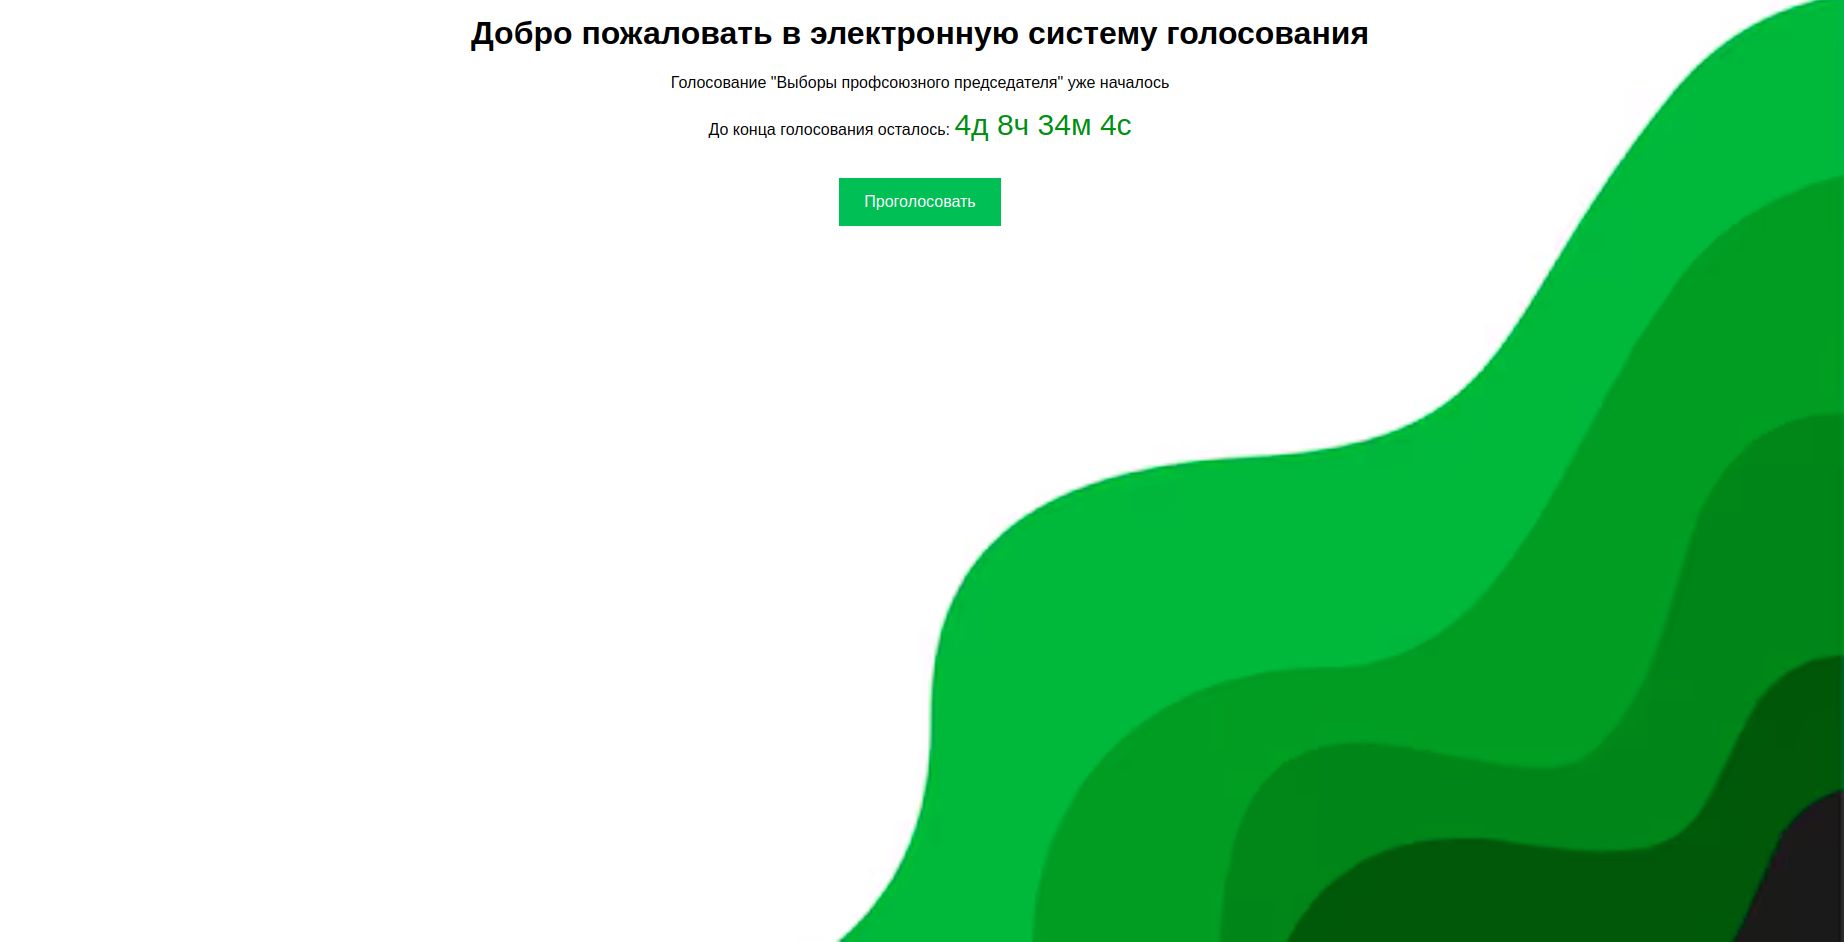 Добро пожаловать в электронную систему голосования
Голосование "Выборы профсоюзного председателя" уже началось
До конца голосования осталось: 4д 8ч 34м 4с
Проголосовать